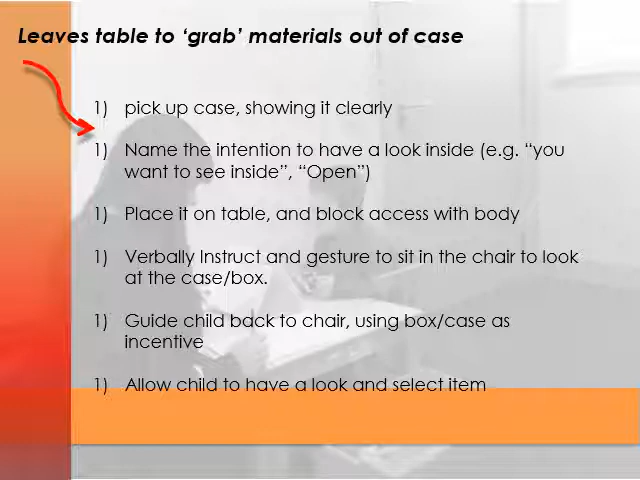 Leaves table to ‘grab’ materials out of case
1) pick up case, showing it clearly
1) Name the intention to have a look inside (e.g. “you
want to see inside”, “Open”)
1) Place it on table, and block access with body
1) Verbally Instruct and gesture to sit in the chair to look
at the case/box.
1) Guide child back to chair, using box/case as
incentive
1) Allow child to have a look and select item